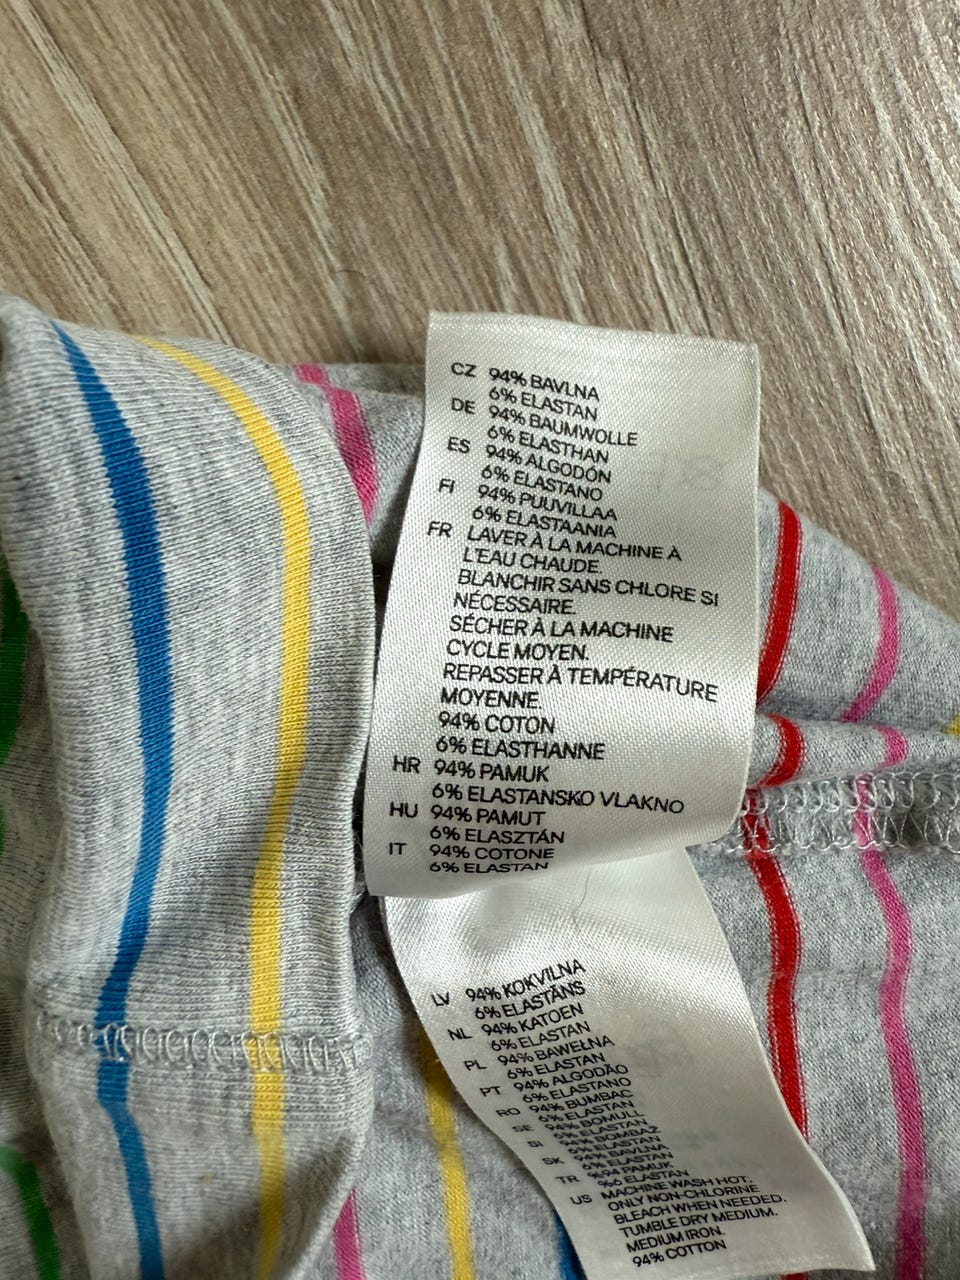 CZ 94% BAVLNA
6% ELASTAN
DE 94% BAUMWOLLE
6% ELASTHAN
ES 94% ALGODÓN
6% ELASTANO
FI 94% PUUVILLAA
6% ELASTAANIA
FR LAVER À LA MACHINE À
L'EAU CHAUDE.
BLANCHIR SANS CHLORE SI
NÉCESSAIRE.
SÉCHER À LA MACHINE
CYCLE MOYEN.
REPASSER À TEMPÉRATURE
MOYENNE.
94% COTON
6% ELASTHANNE
HR 94% PAMUK
6% ELASTANSKO VLAKNO
HU 94% PAMUT
6% ELASZTÁN
IT 94% COTONE
6% ELASTAN
LV 94% KOKVILNA
6% ELASTĀNS
NL 94% KATOEN
6% ELASTAN
PL 94% BAWEŁNA
6% ELASTAN
PT 94% ALGODÃO
6% ELASTANO
RO 94% BUMBAC
6% ELASTAN
SE 94% BOMULL
6% ELASTAN
SI 94% BOMBAŽ
6% ELASTAN
SK 94% BAVLNA
6% ELASTAN
TR %94 PAMUK
%6 ELASTAN
US MACHINE WASH HOT.
ONLY NON-CHLORINE
BLEACH WHEN NEEDED.
TUMBLE DRY MEDIUM.
MEDIUM IRON.
94% COTTON